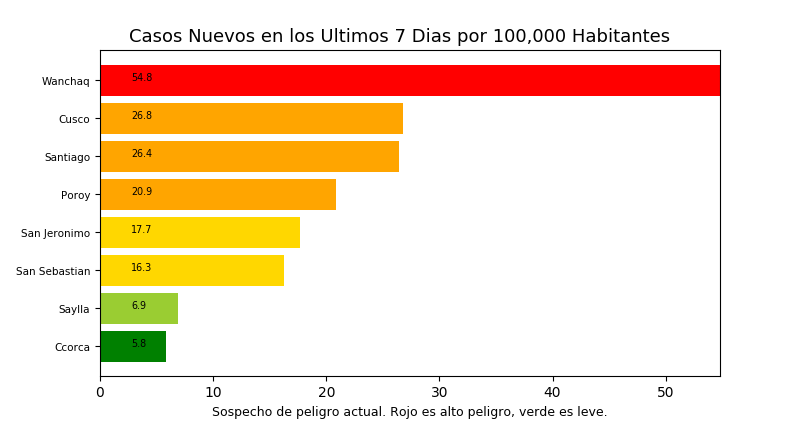 Casos Nuevos en los Ultimos 7 Dias por 100,000 Habitantes
Wanchaq 54.8
Cusco 26.8
Santiago 26.4
Poroy 20.9
San Jeronimo 17.7
San Sebastian 16.3
Saylla 6.9
Ccorca 5.8
0 10 20 30 40 50
Sospecho de peligro actual. Rojo es alto peligro, verde es leve.